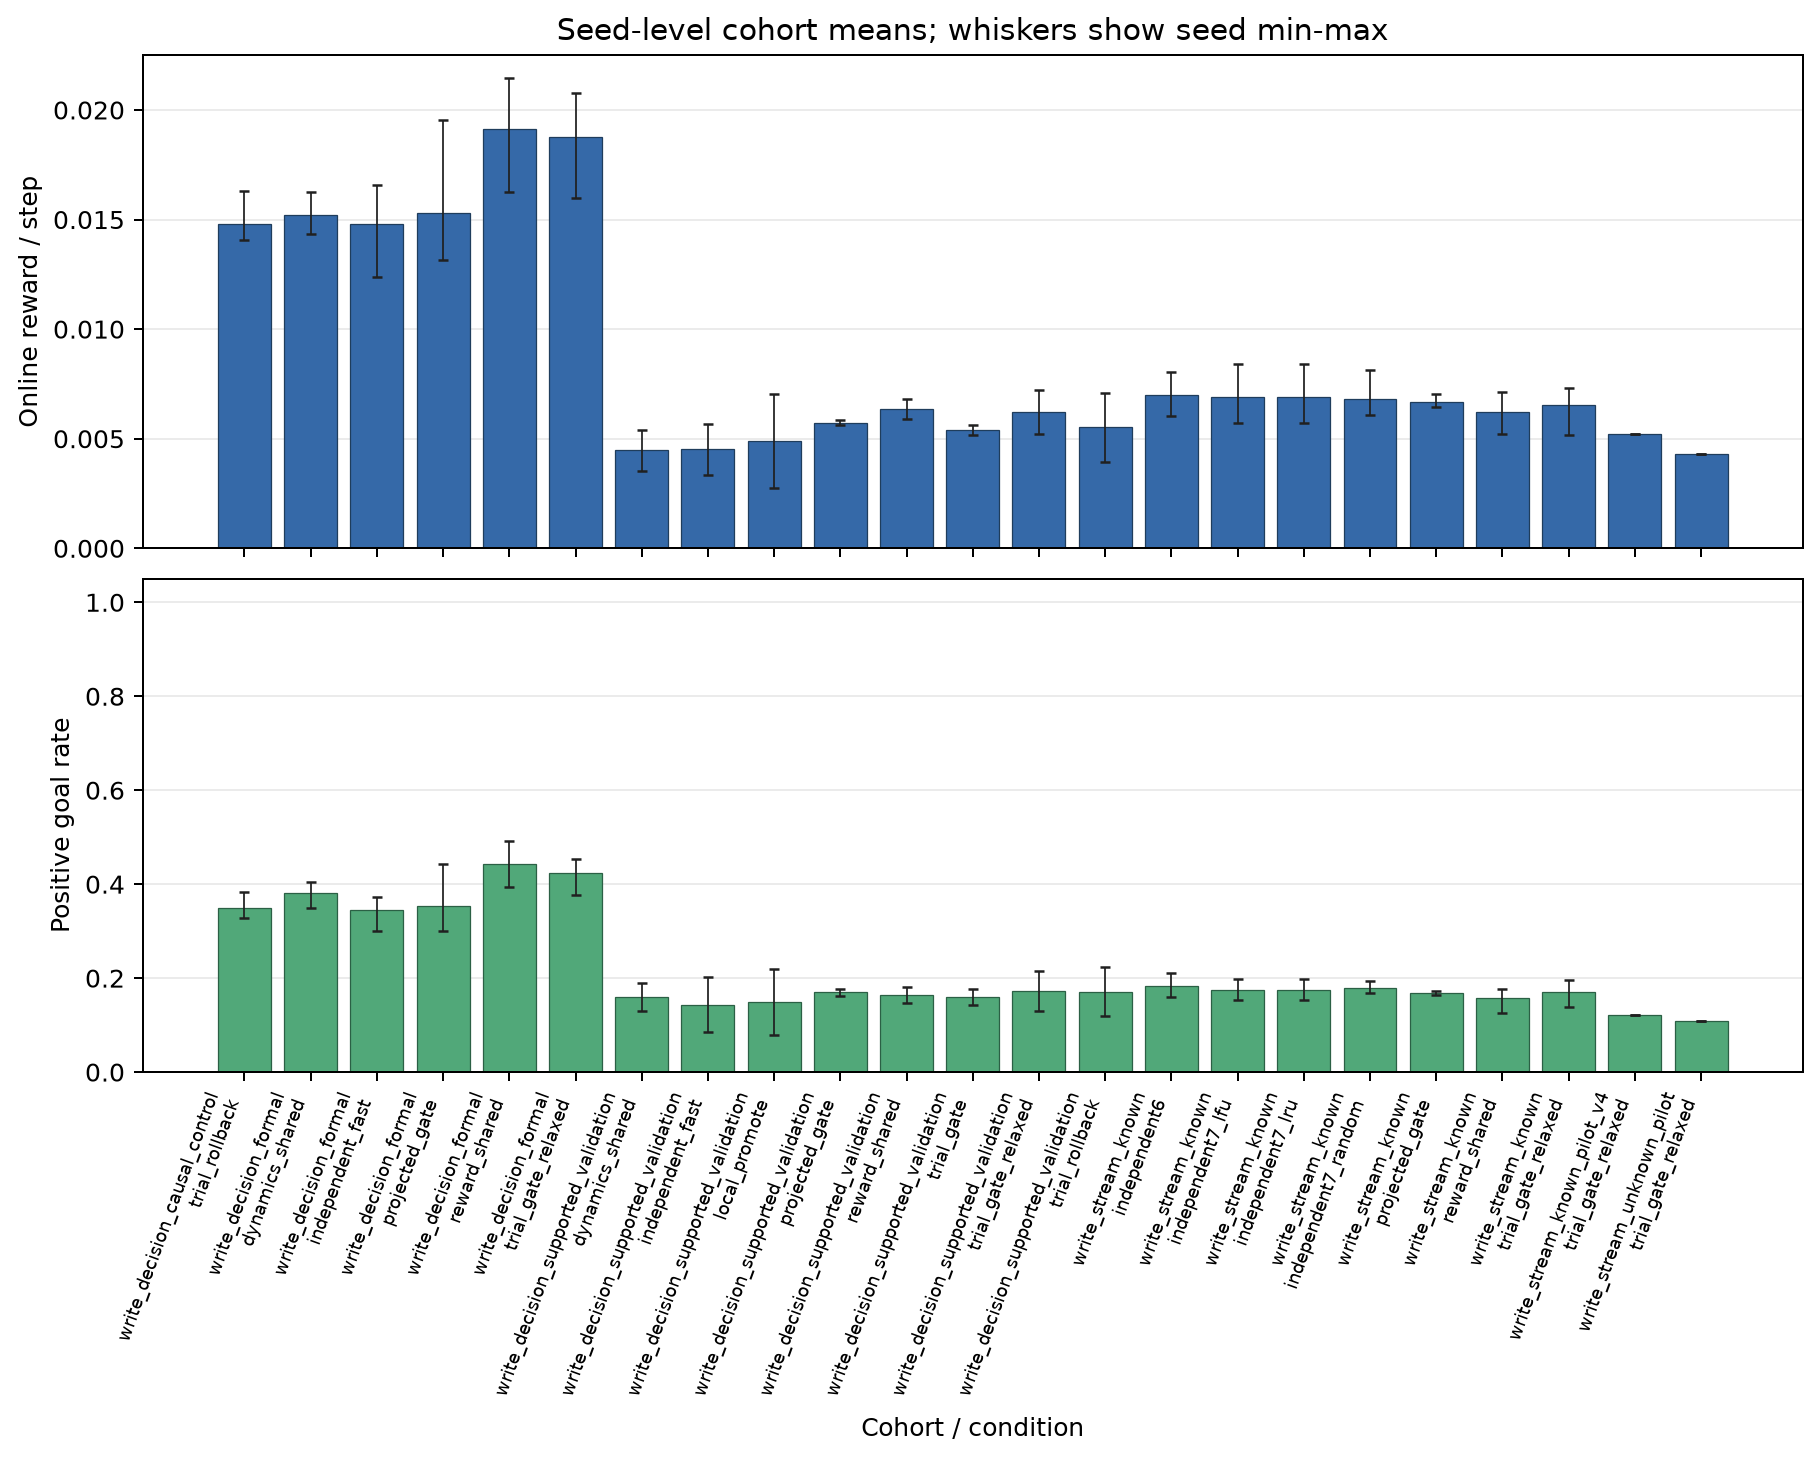 Seed-level cohort means; whiskers show seed min-max
Online reward / step
0.020
0.015
0.010
0.005
0.000
Positive goal rate
1.0
0.8
0.6
0.4
0.2
0.0
write_decision_causal_control
trial_rollback
write_decision_formal
dynamics_shared
write_decision_formal
independent_fast
write_decision_formal
projected_gate
write_decision_formal
reward_shared
write_decision_formal
trial_gate_relaxed
write_decision_supported_validation
dynamics_shared
write_decision_supported_validation
independent_fast
write_decision_supported_validation
local_promote
write_decision_supported_validation
projected_gate
write_decision_supported_validation
reward_shared
write_decision_supported_validation
trial_gate
write_decision_supported_validation
trial_gate_relaxed
write_decision_supported_validation
trial_rollback
write_stream_known
independent6
write_stream_known
independent7_lfu
write_stream_known
independent7_lru
write_stream_known
independent7_random
write_stream_known
projected_gate
write_stream_known
reward_shared
write_stream_known
trial_gate_relaxed
write_stream_known_pilot_v4
trial_gate_relaxed
write_stream_unknown_pilot
trial_gate_relaxed
Cohort / condition